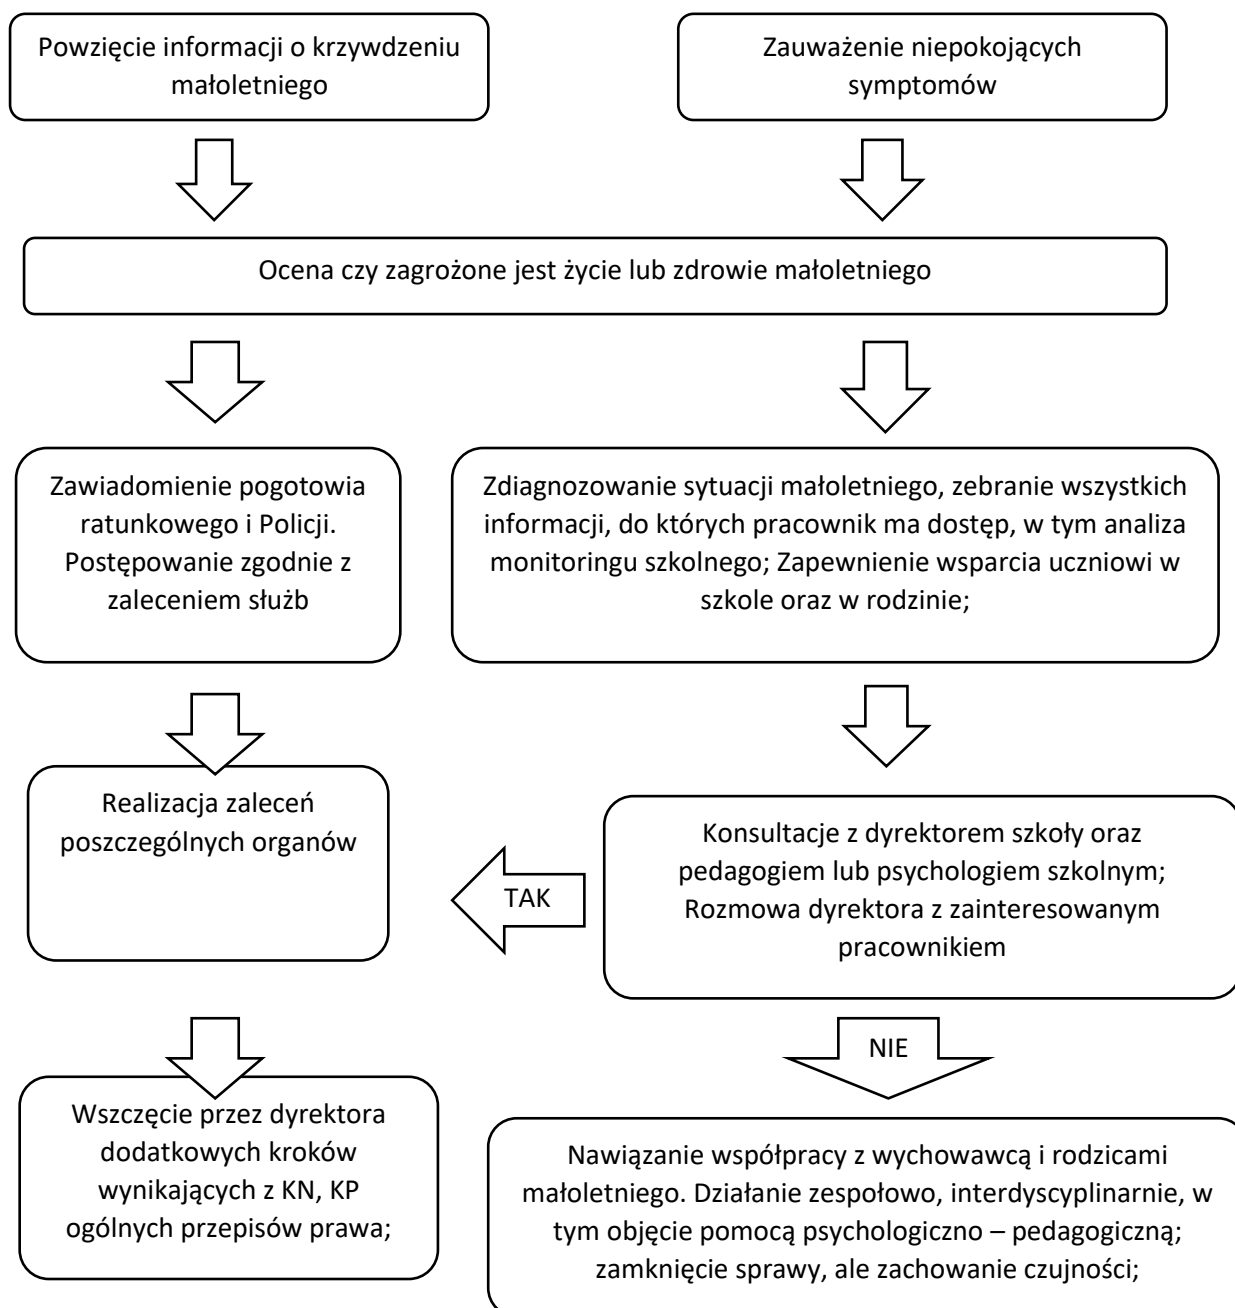 Powzięcie informacji o krzywdzeniu
małoletniego
Zauważenie niepokojących
symptomów
Ocena czy zagrożone jest życie lub zdrowie małoletniego
Zawiadomienie pogotowia
ratunkowego i Policji.
Postępowanie zgodnie z
zaleceniem służb
Zdiagnozowanie sytuacji małoletniego, zebranie wszystkich
informacji, do których pracownik ma dostęp, w tym analiza
monitoringu szkolnego; Zapewnienie wsparcia uczniowi w
szkole oraz w rodzinie;
Realizacja zaleceń
poszczególnych organów
TAK
Konsultacje z dyrektorem szkoły oraz
pedagogiem lub psychologiem szkolnym;
Rozmowa dyrektora z zainteresowanym
pracownikiem
NIE
Wszczęcie przez dyrektora
dodatkowych kroków
wynikających z KN, KP
ogólnych przepisów prawa;
Nawiązanie współpracy z wychowawcą i rodzicami
małoletniego. Działanie zespołowo, interdyscyplinarnie, w
tym objęcie pomocą psychologiczno – pedagogiczną;
zamknięcie sprawy, ale zachowanie czujności;